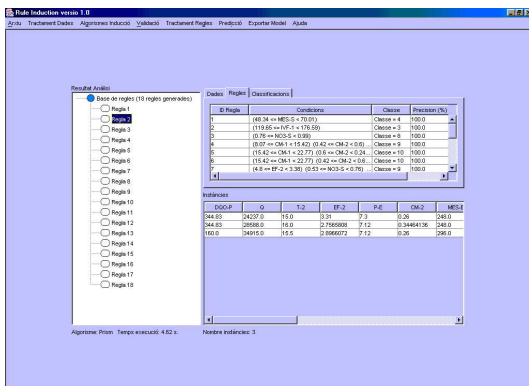 Rule Induction versio 1.0
Arxiu Tractament Dades Algorismes Inducció Validació Tractament Regles Predicció Exportar Model Ajuda
Resultat Anàlisi
Base de regles (18 regles generades)
Regla 1
Regla 2
Regla 3
Regla 4
Regla 5
Regla 6
Regla 7
Regla 8
Regla 9
Regla 10
Regla 11
Regla 12
Regla 13
Regla 14
Regla 15
Regla 16
Regla 17
Regla 18
Dades Regles Classificacions
ID Regla Condicions Classe Precision (%)
1 (48.34 <= MES-S < 70.01) Classe = 4 100.0
2 (119.65 <= IVF-1 < 176.59) Classe = 3 100.0
3 (0.76 <= NO3-S < 0.99) Classe = 8 100.0
4 (8.07 <= CM-1 < 15.42) (0.42 <= CM-2 < 0.6) ... Classe = 9 100.0
5 (15.42 <= CM-1 < 22.77) (0.6 <= CM-2 < 0.24... Classe = 10 100.0
6 (15.42 <= CM-1 < 22.77) (0.42 <= CM-2 < 0.6... Classe = 10 100.0
7 (4.8 <= EF-2 < 3.38) (0.53 <= NO3-S < 0.76) ... Classe = 9 100.0
Instàncies
DGO-P Q T-2 EF-2 P-E CM-2 MES-E
344.83 24237.0 15.0 3.31 7.3 0.26 248.0
344.83 28588.0 16.0 2.7565808 7.12 0.34464136 248.0
160.0 34915.0 15.5 2.8966072 7.12 0.26 296.0
Algorisme: Prism Temps execució: 4.62 s. Nombre instàncies: 3